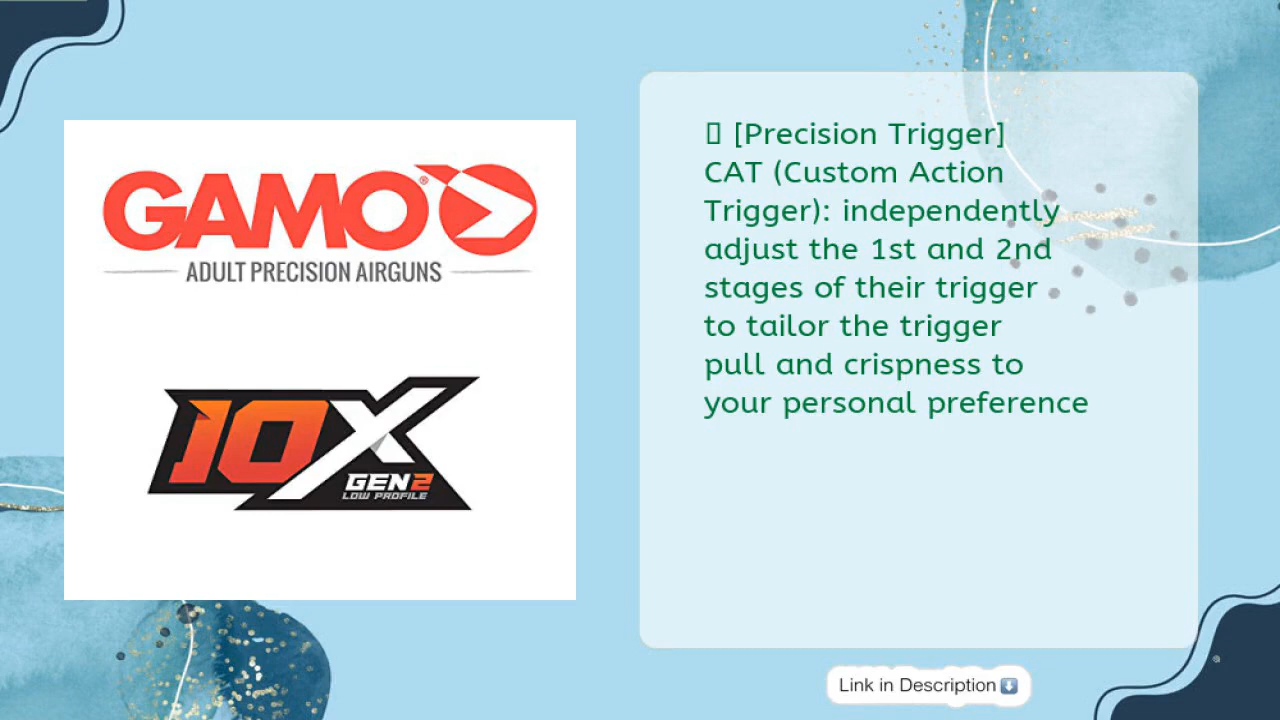 GAMO®
ADULT PRECISION AIRGUNS
10X
GEN2
LOW PROFILE
[Precision Trigger]
CAT (Custom Action
Trigger): independently
adjust the 1st and 2nd
stages of their trigger
to tailor the trigger
pull and crispness to
your personal preference
Link in Description⬇️